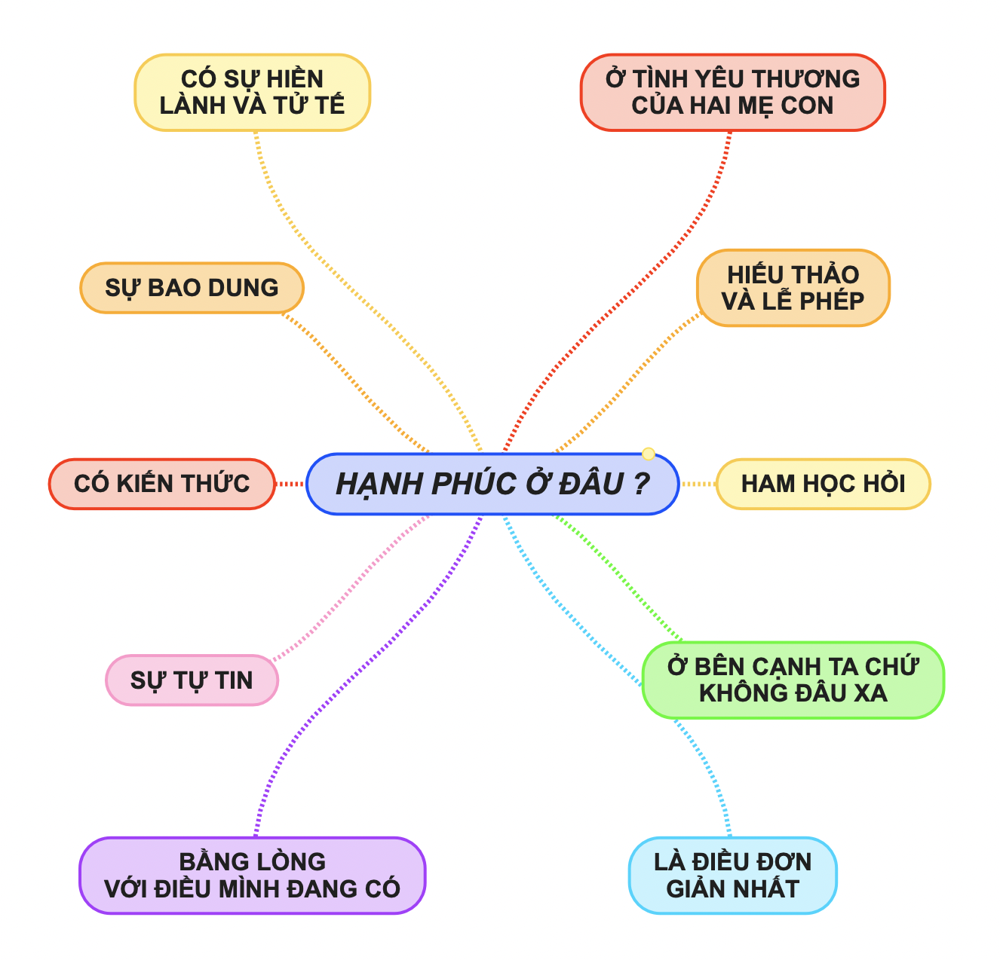 CÓ SỰ HIỀN
LÀNH VÀ TỬ TẾ
Ở TÌNH YÊU THƯƠNG
CỦA HAI MẸ CON
SỰ BAO DUNG
HIẾU THẢO
VÀ LỄ PHÉP
CÓ KIẾN THỨC
HẠNH PHÚC Ở ĐÂU ?
HAM HỌC HỎI
SỰ TỰ TIN
Ở BÊN CẠNH TA CHỨ
KHÔNG ĐÂU XA
BẰNG LÒNG
VỚI ĐIỀU MÌNH ĐANG CÓ
LÀ ĐIỀU ĐƠN
GIẢN NHẤT